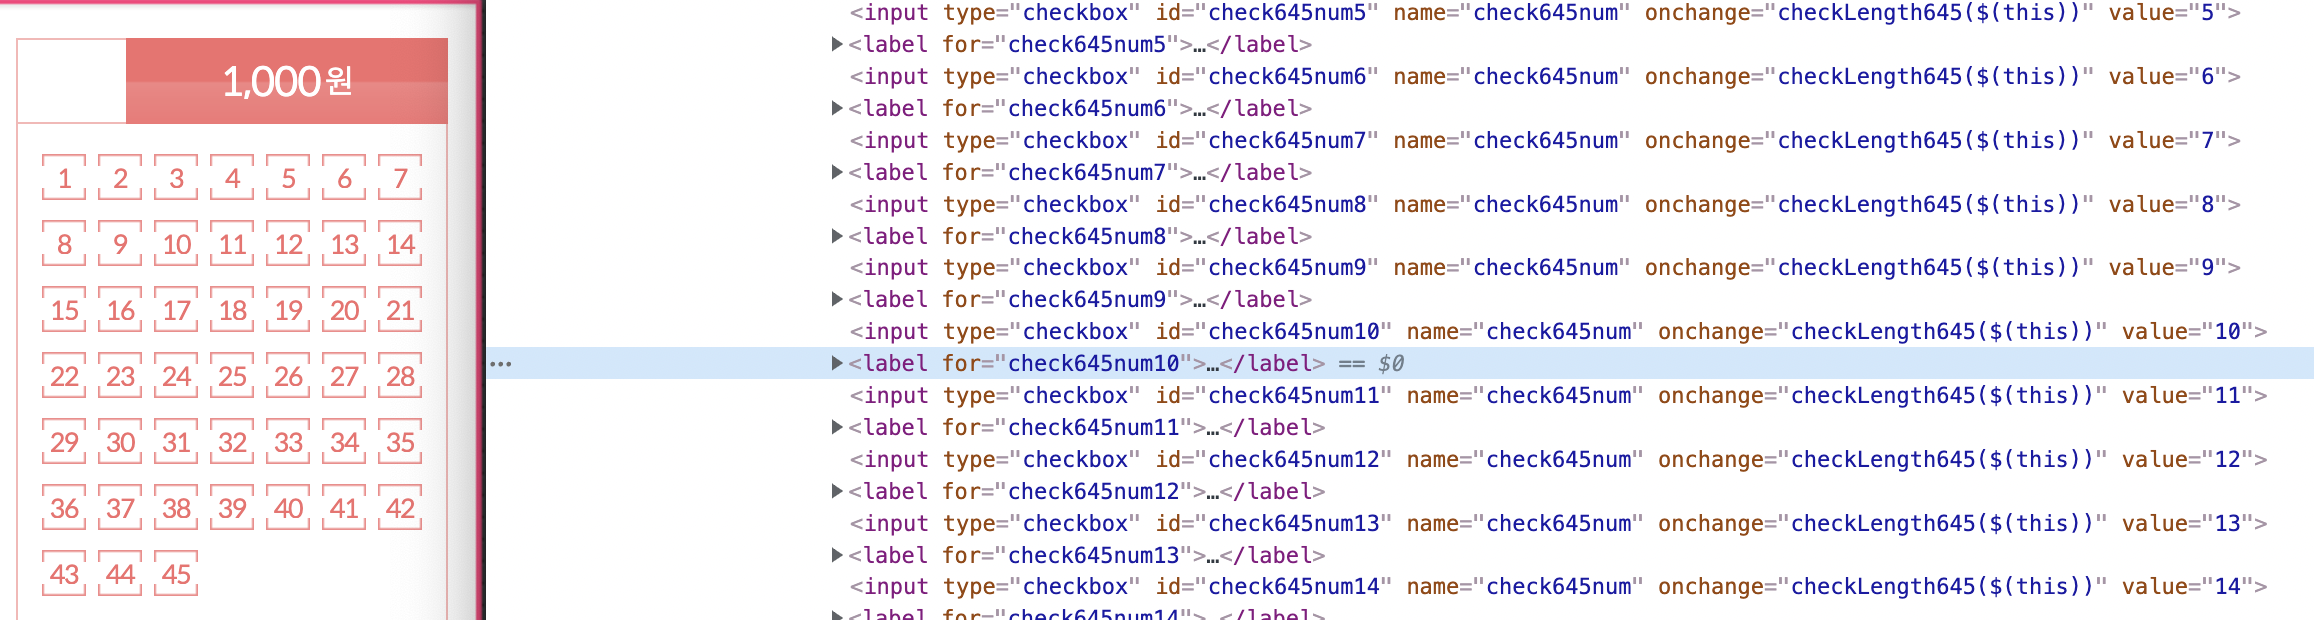 1,000원
1 2 3 4 5 6 7
8 9 10 11 12 13 14
15 16 17 18 19 20 21
22 23 24 25 26 27 28
29 30 31 32 33 34 35
36 37 38 39 40 41 42
43 44 45
<input type="checkbox" id="check645num5" name="check645num" onchange="checkLength645($(this))" value="5">
▶<label for="check645num5">…</label>
<input type="checkbox" id="check645num6" name="check645num" onchange="checkLength645($(this))" value="6">
▶<label for="check645num6">…</label>
<input type="checkbox" id="check645num7" name="check645num" onchange="checkLength645($(this))" value="7">
▶<label for="check645num7">…</label>
<input type="checkbox" id="check645num8" name="check645num" onchange="checkLength645($(this))" value="8">
▶<label for="check645num8">…</label>
<input type="checkbox" id="check645num9" name="check645num" onchange="checkLength645($(this))" value="9">
▶<label for="check645num9">…</label>
<input type="checkbox" id="check645num10" name="check645num" onchange="checkLength645($(this))" value="10">
… ▶<label for="check645num10">…</label> == $0
<input type="checkbox" id="check645num11" name="check645num" onchange="checkLength645($(this))" value="11">
▶<label for="check645num11">…</label>
<input type="checkbox" id="check645num12" name="check645num" onchange="checkLength645($(this))" value="12">
▶<label for="check645num12">…</label>
<input type="checkbox" id="check645num13" name="check645num" onchange="checkLength645($(this))" value="13">
▶<label for="check645num13">…</label>
<input type="checkbox" id="check645num14" name="check645num" onchange="checkLength645($(this))" value="14">
▶<label for="check645num14">…</label>